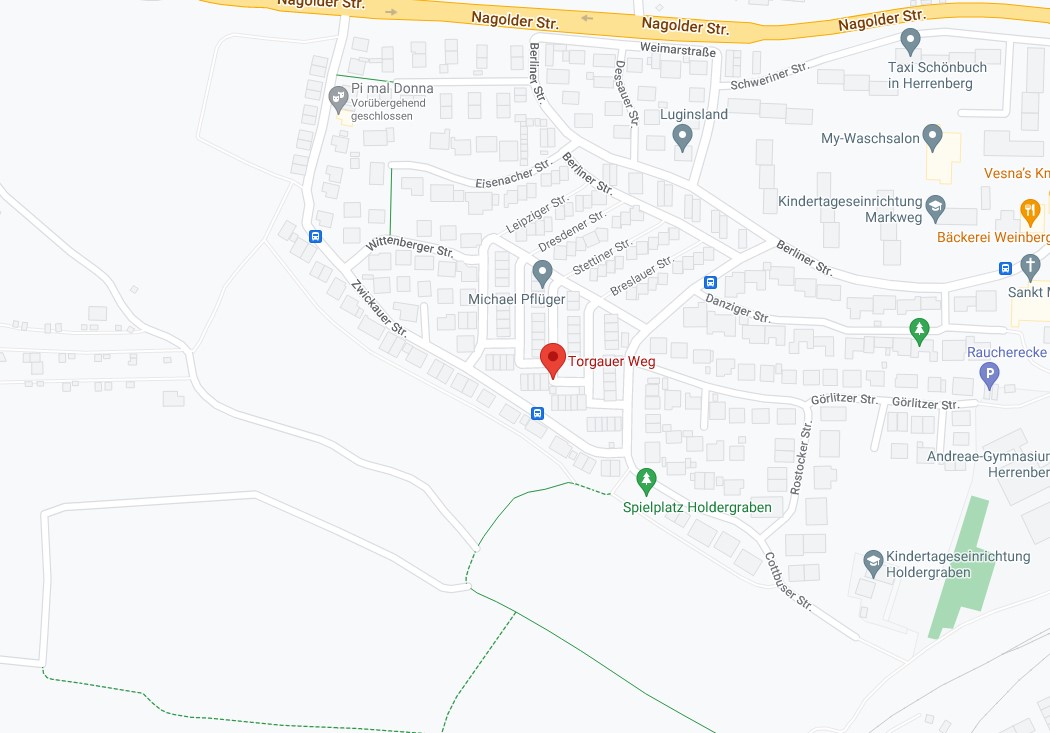 Nagolder Str.
Nagolder Str.
Nagolder Str.
Nagolder Str.
Weimarstraße
Berliner Str.
Dessauer Str.
Schweriner Str.
Taxi Schönbuch
in Herrenberg
Pi mal Donna
Vorübergehend
geschlossen
Luginsland
My-Waschsalon
Vesna's Kn
Eisenacher Str.
Berliner Str.
Kindertageseinrichtung
Markweg
Leipziger Str.
Dresdener Str.
Bäckerei Weinberg
Wittenberger Str.
Stettiner Str.
Berliner Str.
Breslauer Str.
Sankt M
Michael Pflüger
Zwickauer Str.
Danziger Str.
Torgauer Weg
Raucherecke
P
Görlitzer Str.
Görlitzer Str.
Rostocker Str.
Andreae-Gymnasiur
Herrenber
Spielplatz Holdergraben
Kindertageseinrichtung
Holdergraben
Cottbuser Str.